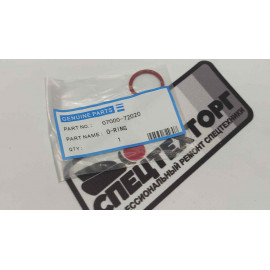 GENUINE PARTS
PART NO. : 07000-72020
PART NAME : O-RING
QTY : 1
СПЕЦТЕХТОРГ
ПРОФЕССИОНАЛЬНЫЙ РЕМОНТ СПЕЦТЕХНИКИ